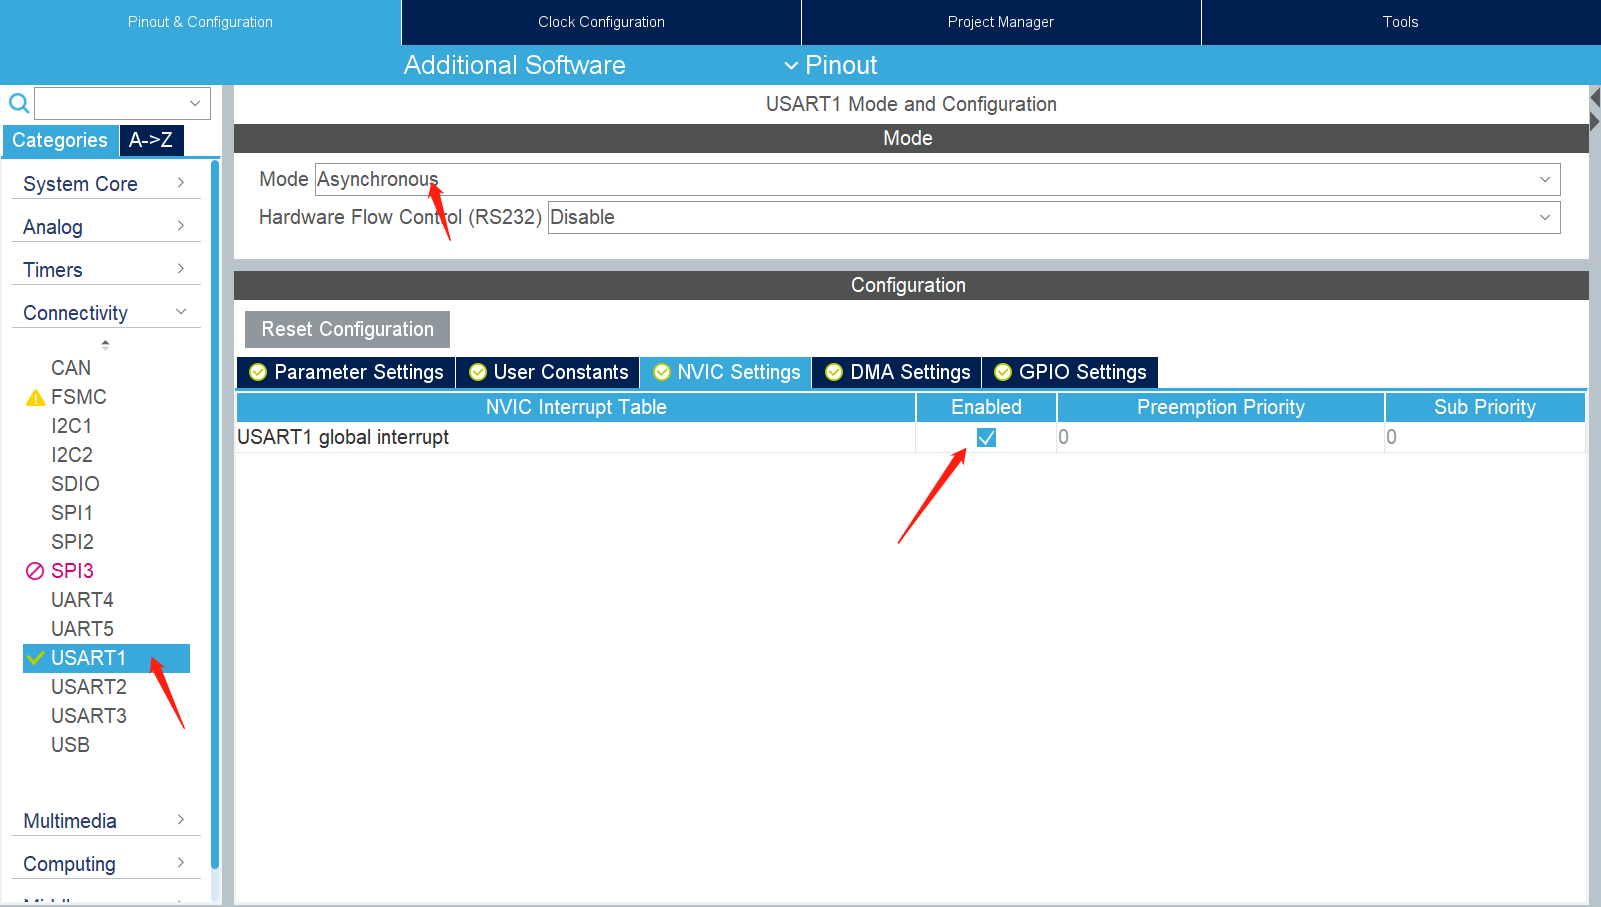 Pinout & Configuration
Clock Configuration
Project Manager
Tools
Additional Software
Pinout
Categories
A->Z
System Core
Analog
Timers
Connectivity
CAN
FSMC
I2C1
I2C2
SDIO
SPI1
SPI2
SPI3
UART4
UART5
USART1
USART2
USART3
USB
Multimedia
Computing
USART1 Mode and Configuration
Mode
Mode Asynchronous
Hardware Flow Control (RS232) Disable
Configuration
Reset Configuration
Parameter Settings
User Constants
NVIC Settings
DMA Settings
GPIO Settings
NVIC Interrupt Table Enabled Preemption Priority Sub Priority
USART1 global interrupt 0 0